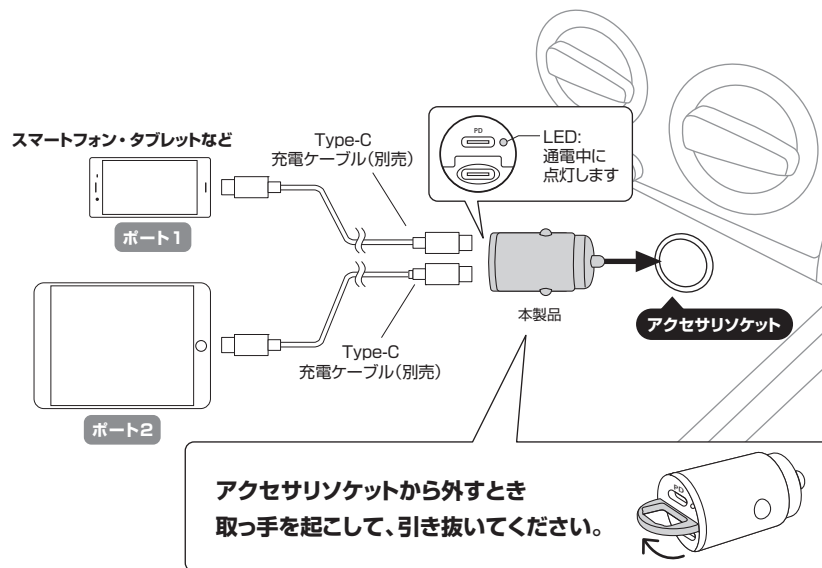 スマートフォン・タブレットなど
Type-C
充電ケーブル（別売）
PD
LED:
通電中に
点灯します
ポート1
本製品
アクセサリソケット
Type-C
充電ケーブル（別売）
ポート2
アクセサリソケットから外すとき
取っ手を起こして、引き抜いてください。
PD